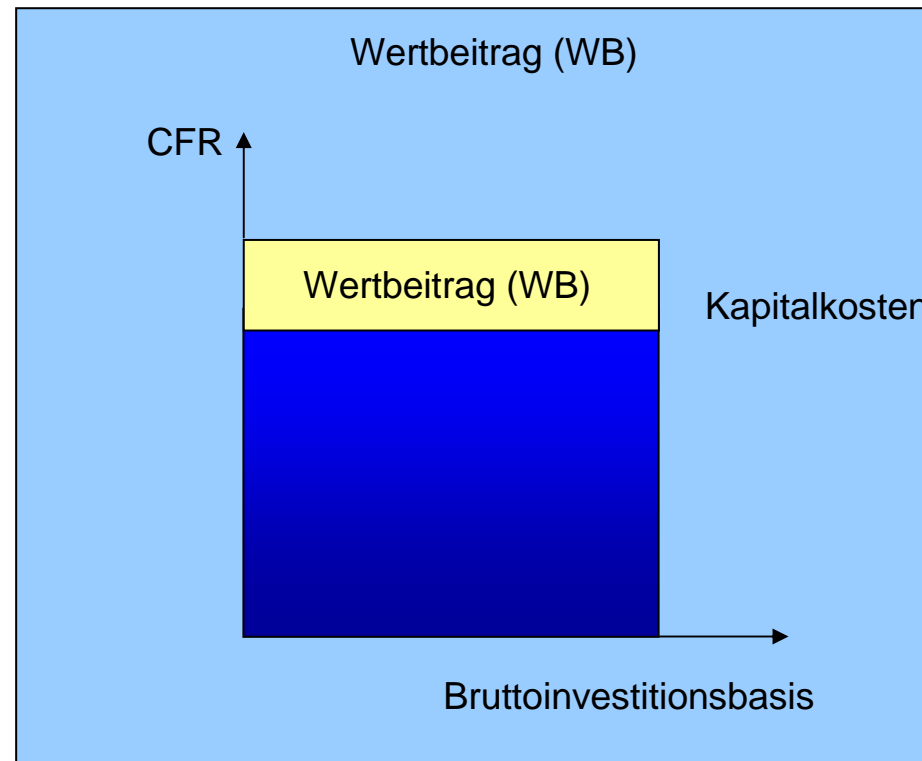 Wertbeitrag (WB)
CFR
Wertbeitrag (WB)
Kapitalkosten
Bruttoinvestitionsbasis